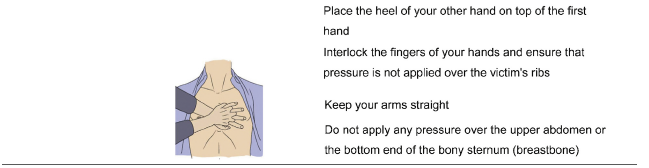 Place the heel of your other hand on top of the first
hand
Interlock the fingers of your hands and ensure that
pressure is not applied over the victim's ribs
Keep your arms straight
Do not apply any pressure over the upper abdomen or
the bottom end of the bony sternum (breastbone)